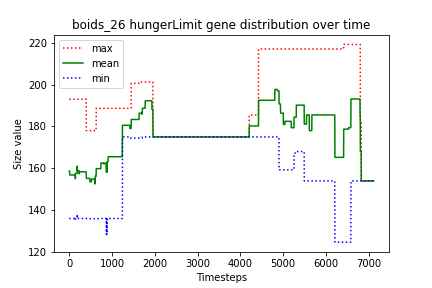 boids_26 hungerLimit gene distribution over time
max
mean
min
Size value
220
200
180
160
140
120
0 1000 2000 3000 4000 5000 6000 7000
Timesteps